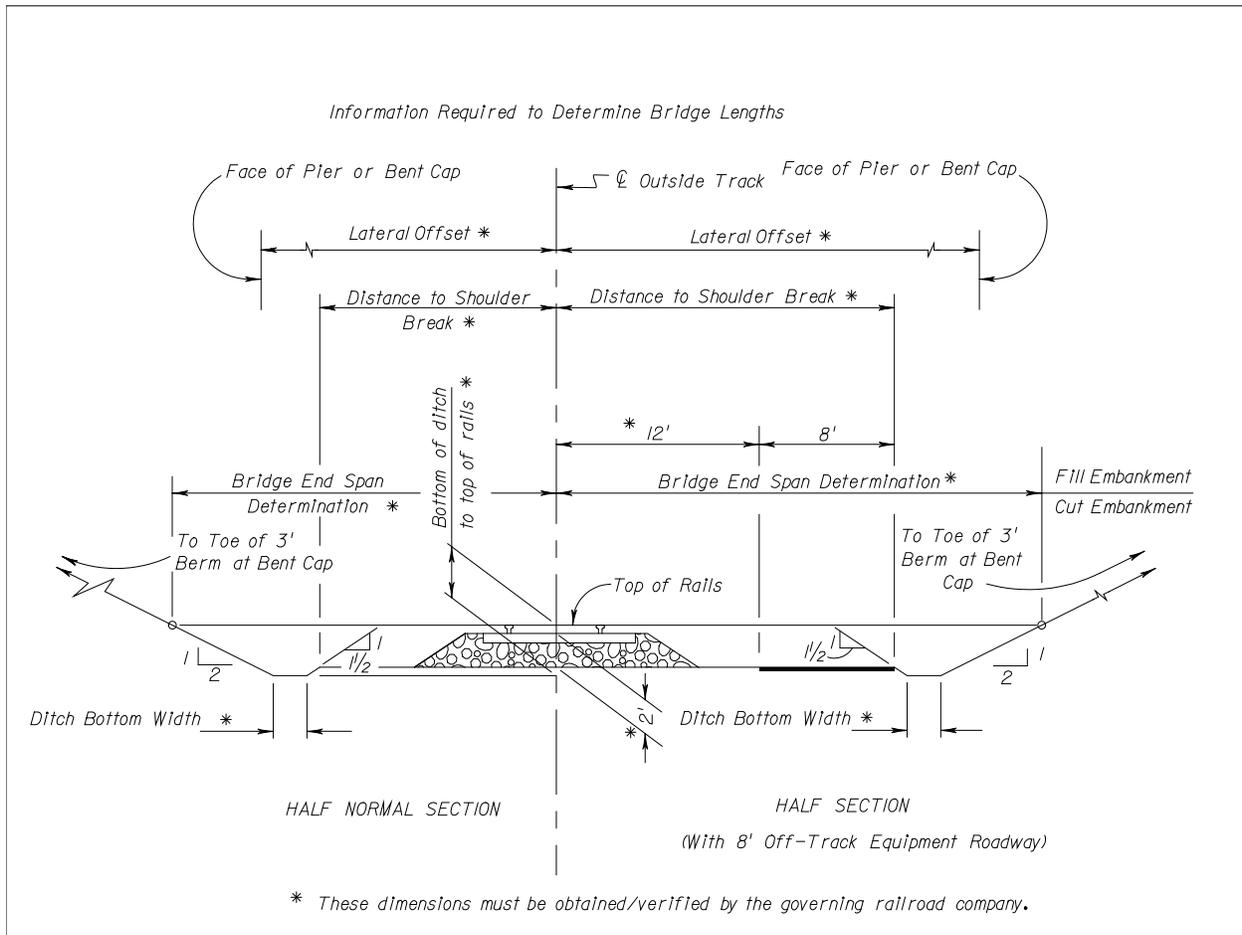 Information Required to Determine Bridge Lengths
Face of Pier or Bent Cap
℄ Outside Track
Face of Pier or Bent Cap
Lateral Offset *
Lateral Offset *
Distance to Shoulder
Break *
Distance to Shoulder Break *
Bottom of ditch
to top of rails *
* 12'
8'
Bridge End Span
Determination *
Bridge End Span Determination *
Fill Embankment
Cut Embankment
To Toe of 3'
Berm at Bent Cap
To Toe of 3'
Berm at Bent
Cap
Top of Rails
1
2
1
1 1/2
1
1 1/2
1
2
Ditch Bottom Width *
2'
*
Ditch Bottom Width *
HALF NORMAL SECTION
HALF SECTION
(With 8' Off-Track Equipment Roadway)
* These dimensions must be obtained/verified by the governing railroad company.